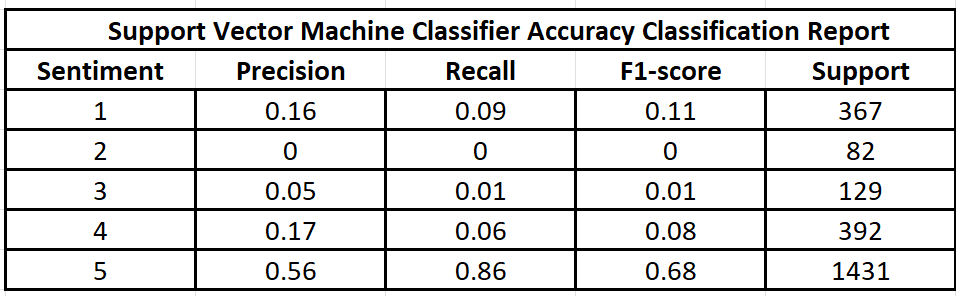 Support Vector Machine Classifier Accuracy Classification Report
Sentiment Precision Recall F1-score Support
1 0.16 0.09 0.11 367
2 0 0 0 82
3 0.05 0.01 0.01 129
4 0.17 0.06 0.08 392
5 0.56 0.86 0.68 1431